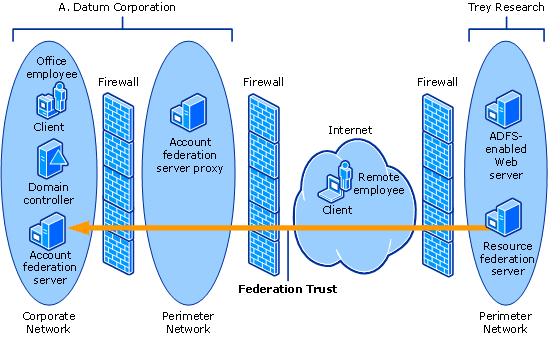 A. Datum Corporation
Trey Research
Office
employee
Client
Domain
controller
Account
federation
server
Corporate
Network
Firewall
Account
federation
server proxy
Perimeter
Network
Firewall
Internet
Remote
employee
Client
Federation Trust
Firewall
ADFS-
enabled
Web
server
Resource
federation
server
Perimeter
Network